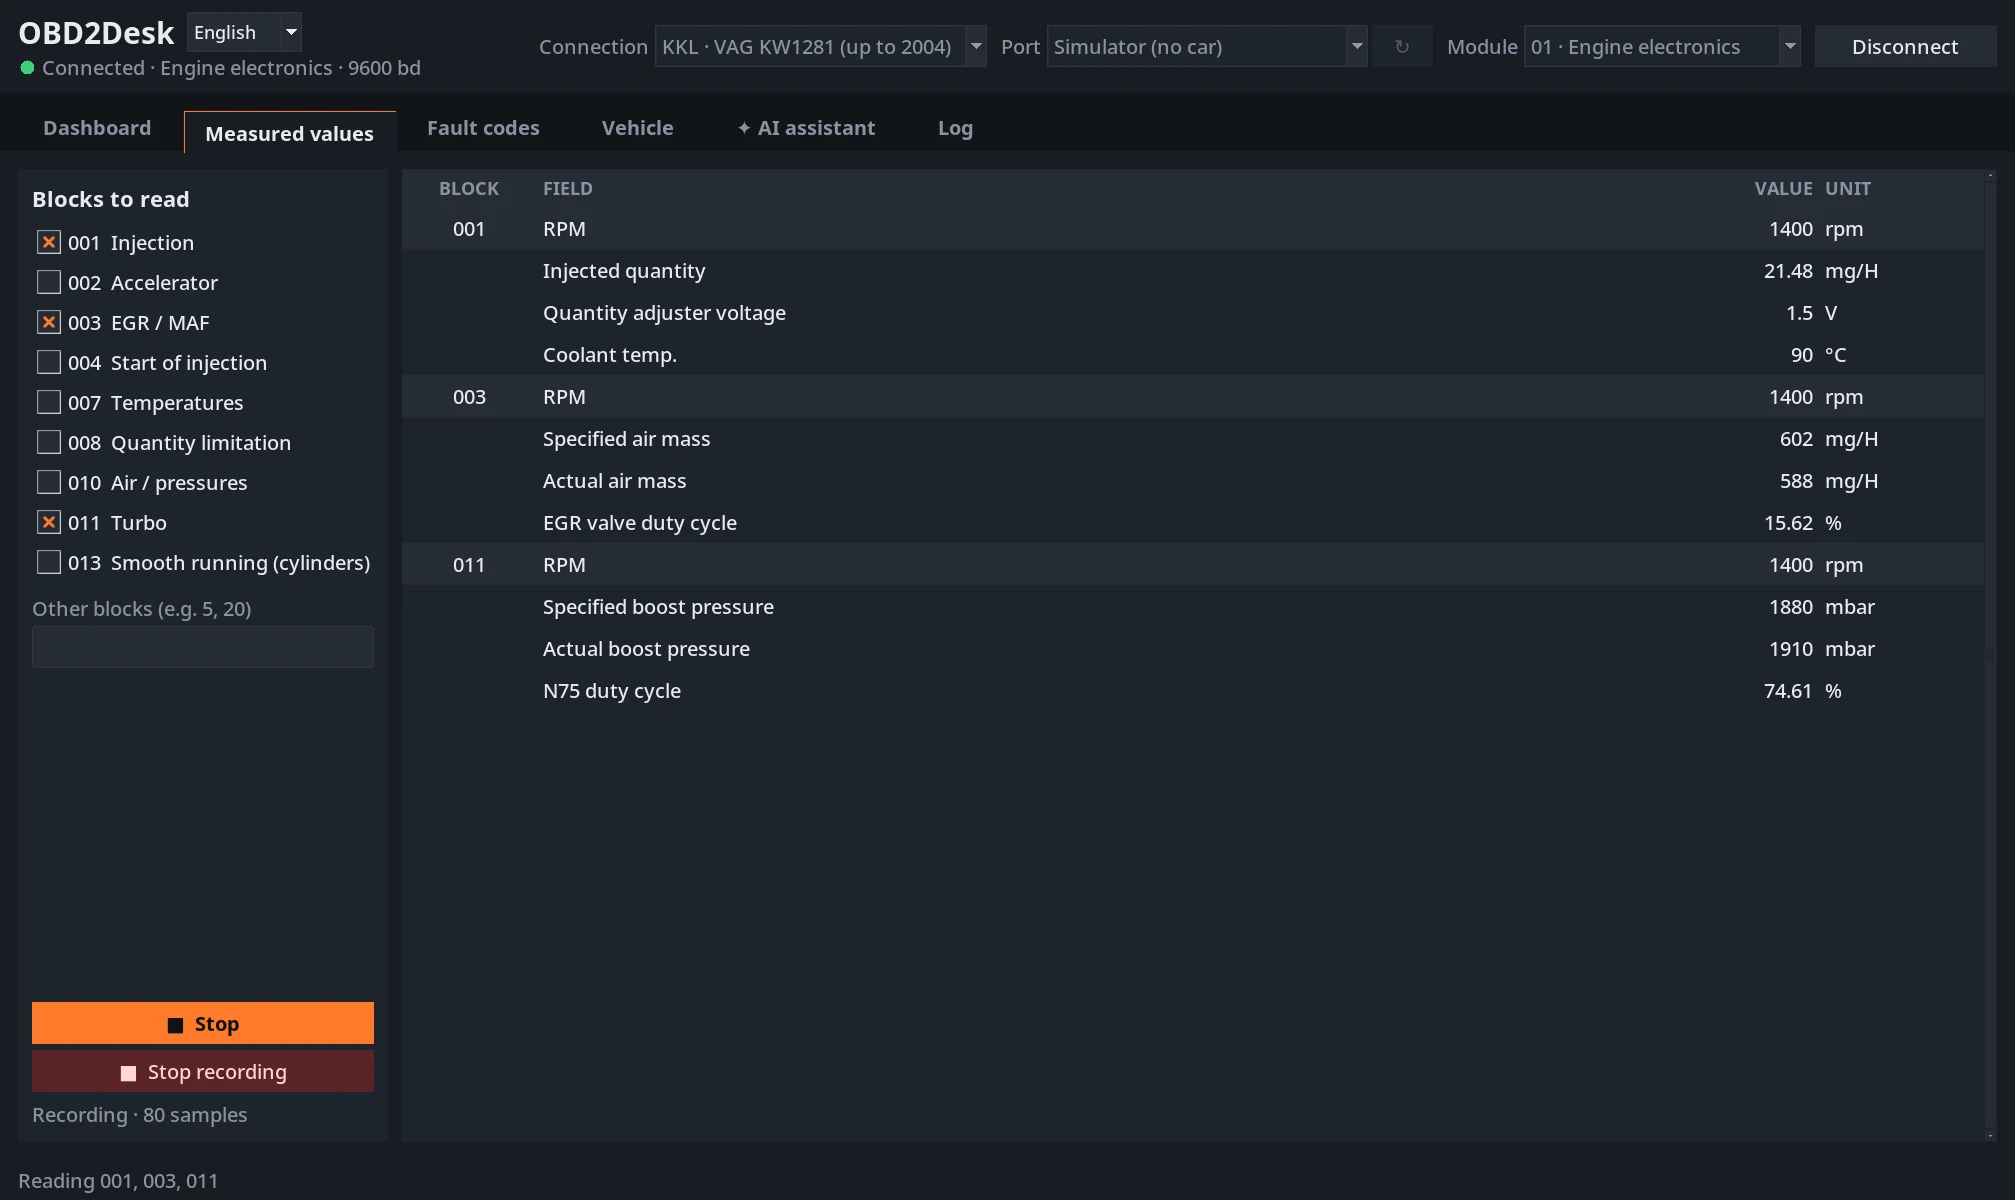 OBD2Desk English
Connected · Engine electronics · 9600 bd
Connection KKL · VAG KW1281 (up to 2004) Port Simulator (no car) ↻ Module 01 · Engine electronics Disconnect
Dashboard Measured values Fault codes Vehicle ✦ AI assistant Log
Blocks to read
001 Injection
002 Accelerator
003 EGR / MAF
004 Start of injection
007 Temperatures
008 Quantity limitation
010 Air / pressures
011 Turbo
013 Smooth running (cylinders)
Other blocks (e.g. 5, 20)
Stop
Stop recording
Recording · 80 samples
BLOCK FIELD VALUE UNIT
001 RPM 1400 rpm
Injected quantity 21.48 mg/H
Quantity adjuster voltage 1.5 V
Coolant temp. 90 °C
003 RPM 1400 rpm
Specified air mass 602 mg/H
Actual air mass 588 mg/H
EGR valve duty cycle 15.62 %
011 RPM 1400 rpm
Specified boost pressure 1880 mbar
Actual boost pressure 1910 mbar
N75 duty cycle 74.61 %
Reading 001, 003, 011